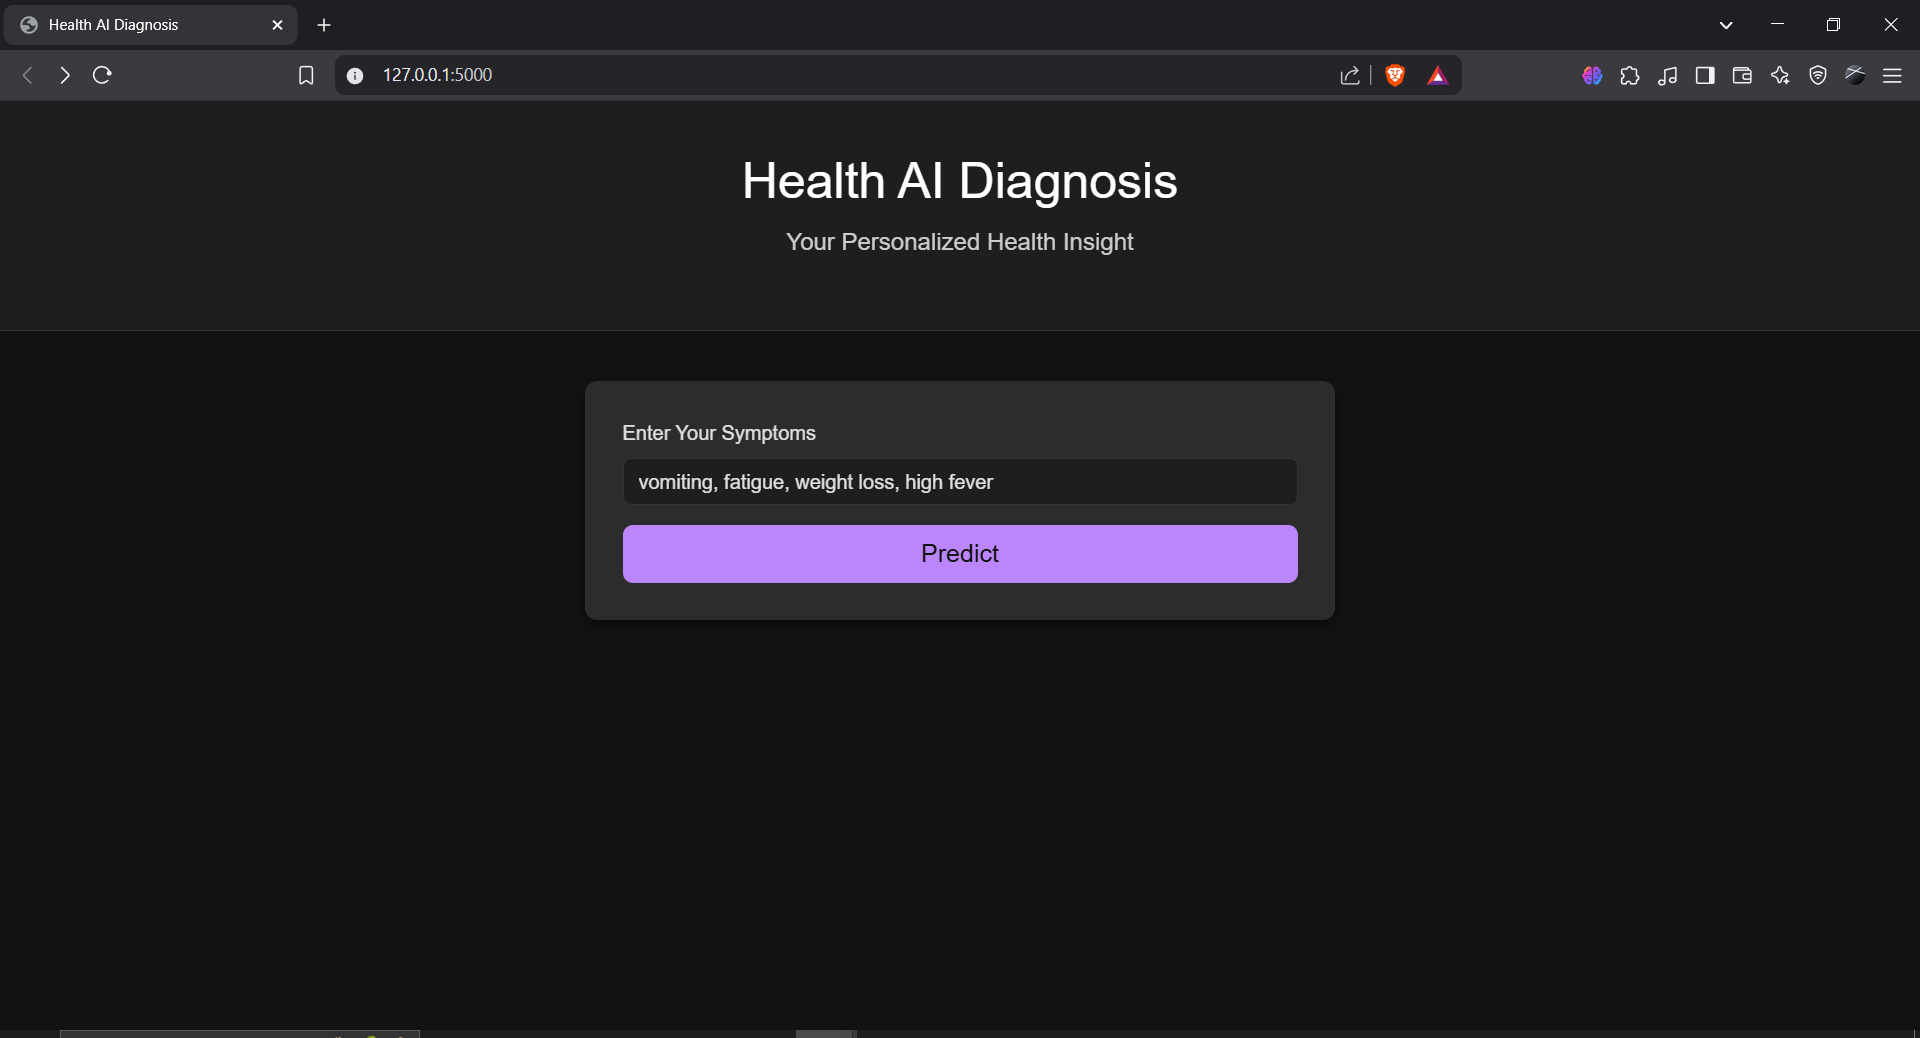 Health AI Diagnosis
127.0.0.1:5000
Health AI Diagnosis
Your Personalized Health Insight
Enter Your Symptoms
vomiting, fatigue, weight loss, high fever
Predict